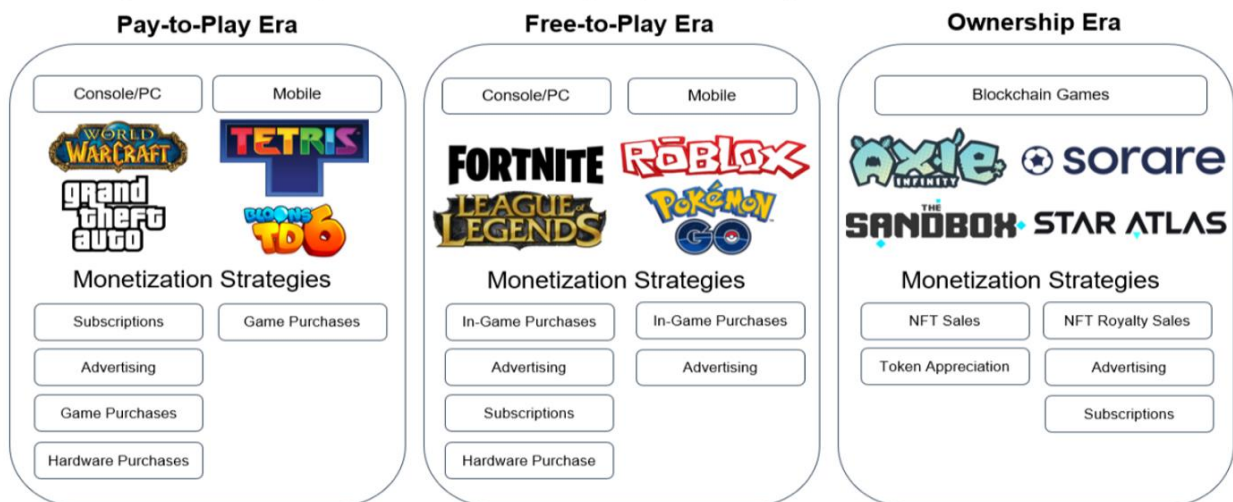 Pay-to-Play Era
Console/PC
Mobile
WORLD
WARCRAFT
TETRIS
grand
theft
auto
BLOONS
TD6
Monetization Strategies
Subscriptions
Game Purchases
Advertising
Game Purchases
Hardware Purchases
Free-to-Play Era
Console/PC
Mobile
FORTNITE
ROBLOX
LEAGUE of
LEGENDS
POKÉMON
GO
Monetization Strategies
In-Game Purchases
In-Game Purchases
Advertising
Advertising
Subscriptions
Hardware Purchase
Ownership Era
Blockchain Games
AXIE
INFINITY
sorare
THE
SANDBOX
STAR ATLAS
Monetization Strategies
NFT Sales
NFT Royalty Sales
Token Appreciation
Advertising
Subscriptions